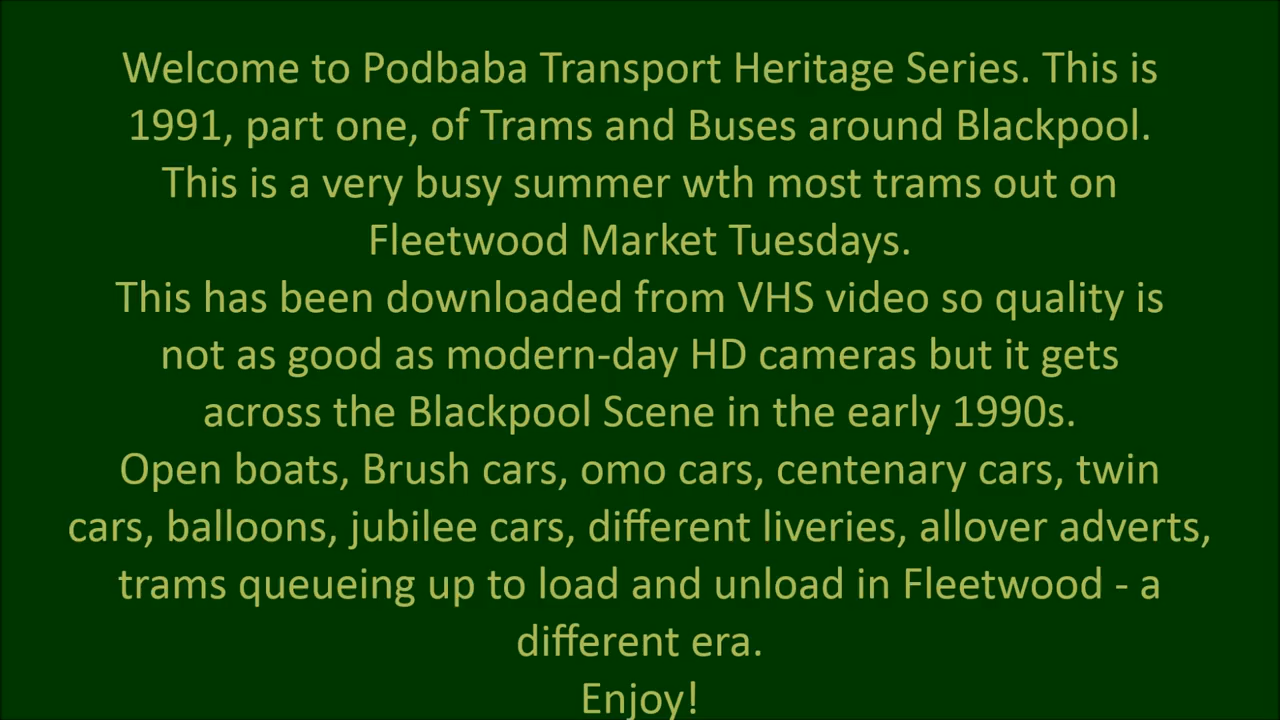 Welcome to Podbaba Transport Heritage Series. This is
1991, part one, of Trams and Buses around Blackpool.
This is a very busy summer wth most trams out on
Fleetwood Market Tuesdays.
This has been downloaded from VHS video so quality is
not as good as modern-day HD cameras but it gets
across the Blackpool Scene in the early 1990s.
Open boats, Brush cars, omo cars, centenary cars, twin
cars, balloons, jubilee cars, different liveries, allover adverts,
trams queueing up to load and unload in Fleetwood - a
different era.
Enjoy!